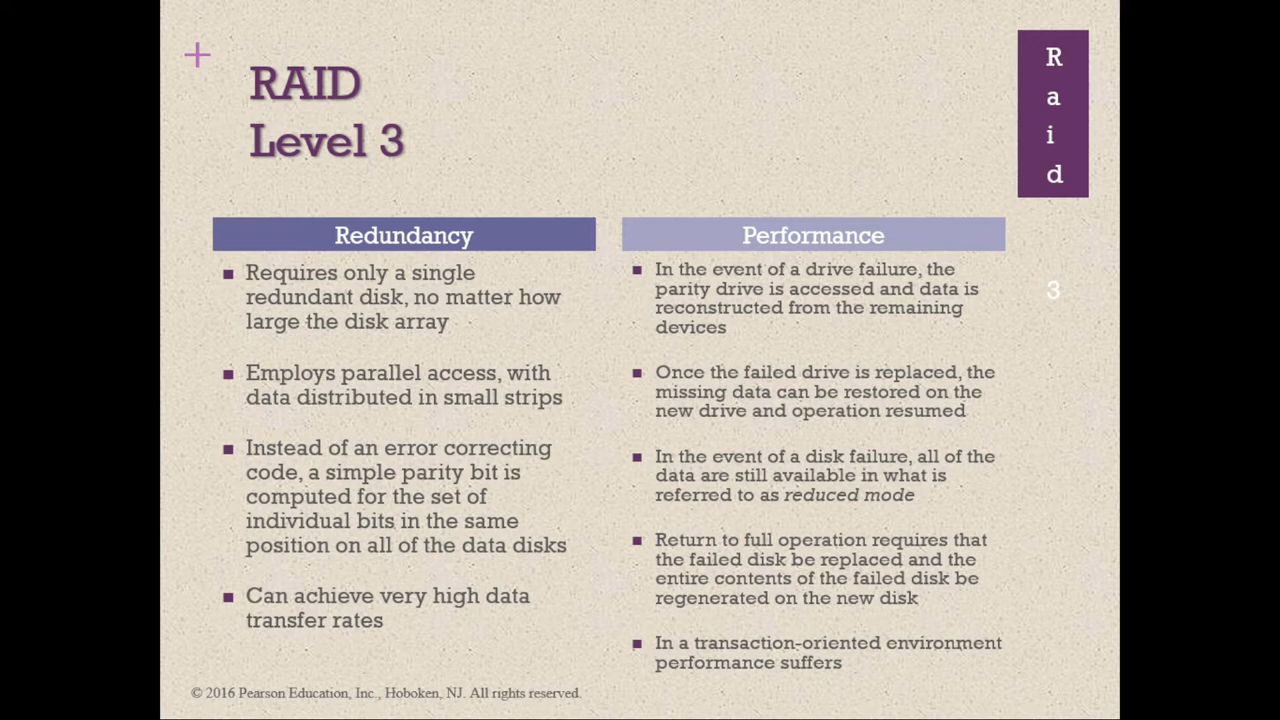 +
RAID
Level 3
R
a
i
d
3
Redundancy
■ Requires only a single
redundant disk, no matter how
large the disk array
■ Employs parallel access, with
data distributed in small strips
■ Instead of an error correcting
code, a simple parity bit is
computed for the set of
individual bits in the same
position on all of the data disks
■ Can achieve very high data
transfer rates
Performance
■ In the event of a drive failure, the
parity drive is accessed and data is
reconstructed from the remaining
devices
■ Once the failed drive is replaced, the
missing data can be restored on the
new drive and operation resumed
■ In the event of a disk failure, all of the
data are still available in what is
referred to as reduced mode
■ Return to full operation requires that
the failed disk be replaced and the
entire contents of the failed disk be
regenerated on the new disk
■ In a transaction-oriented environment
performance suffers
© 2016 Pearson Education, Inc., Hoboken, NJ. All rights reserved.